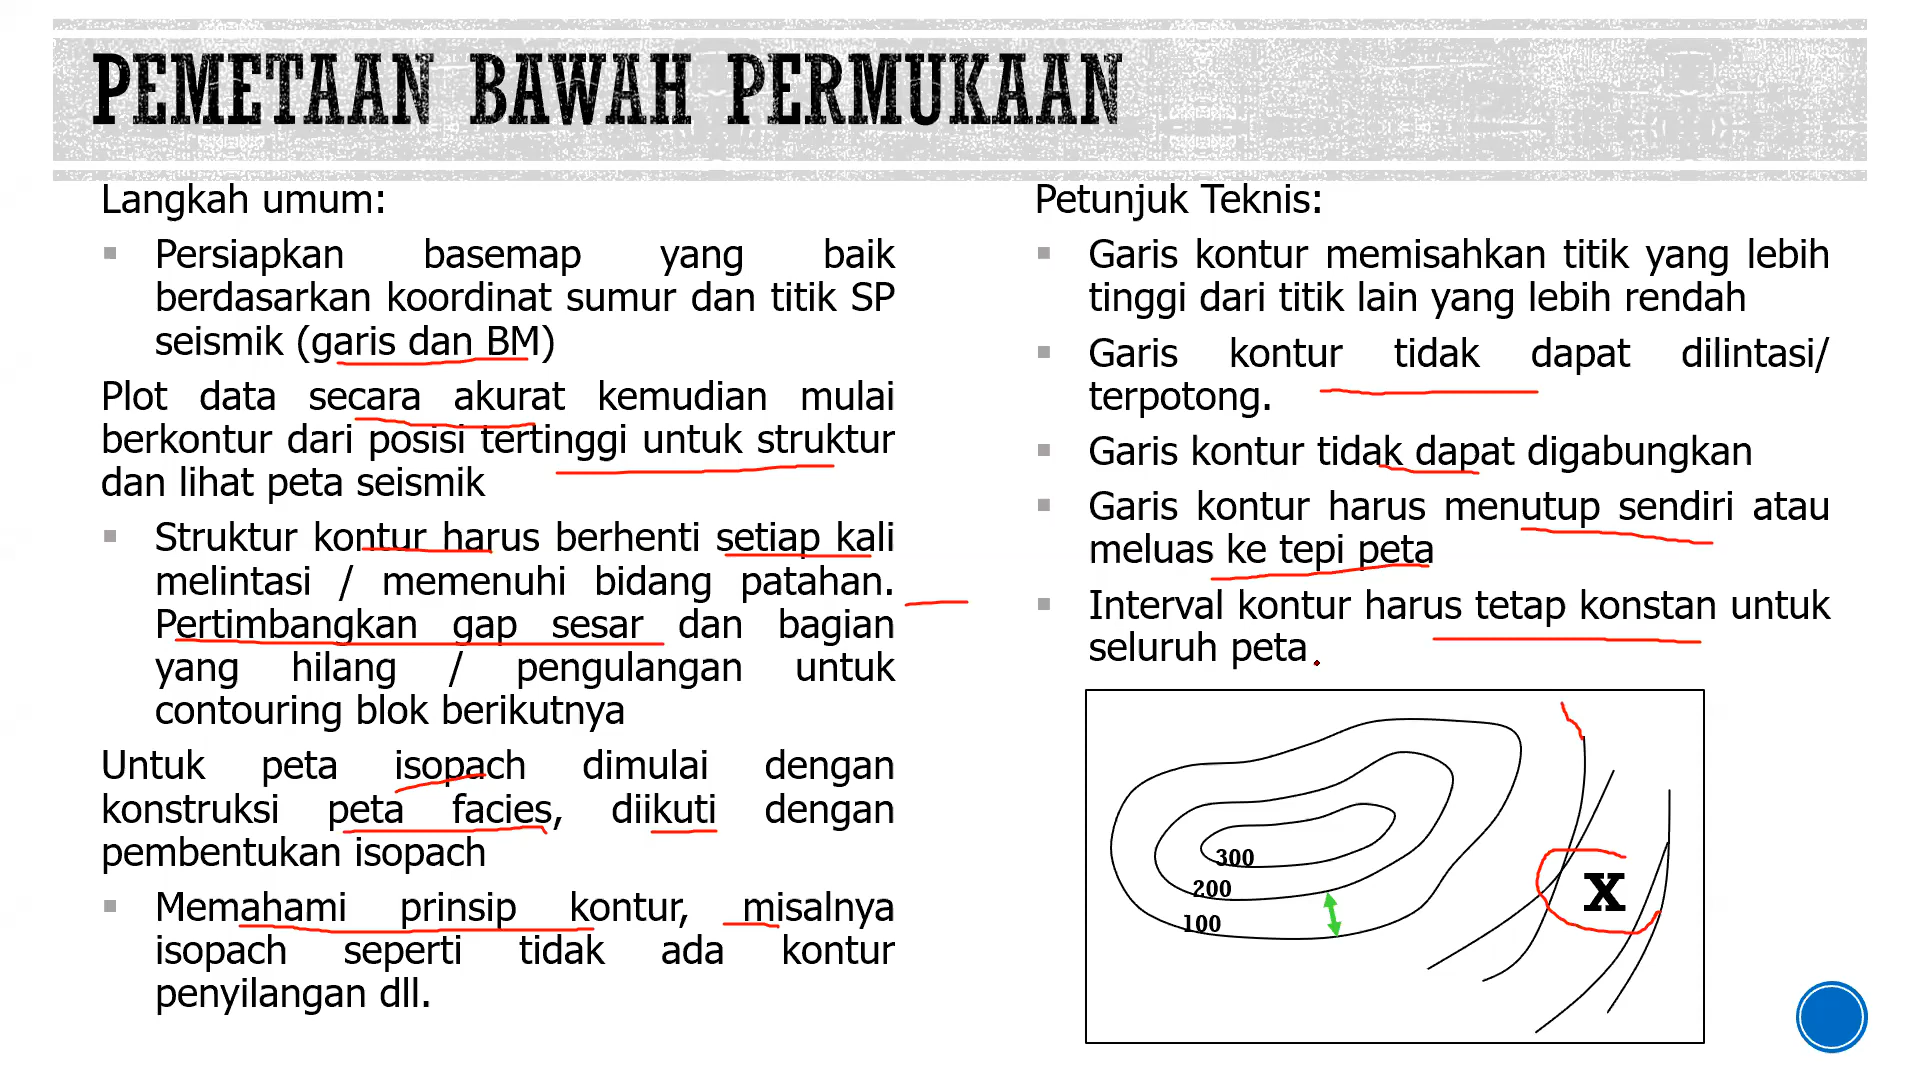 PEMETAAN BAWAH PERMUKAAN
Langkah umum:
Persiapkan basemap yang baik
berdasarkan koordinat sumur dan titik SP
seismik (garis dan BM)
Plot data secara akurat kemudian mulai
berkontur dari posisi tertinggi untuk struktur
dan lihat peta seismik
Struktur kontur harus berhenti setiap kali
melintasi / memenuhi bidang patahan.
Pertimbangkan gap sesar dan bagian
yang hilang / pengulangan untuk
contouring blok berikutnya
Untuk peta isopach dimulai dengan
konstruksi peta facies, diikuti dengan
pembentukan isopach
Memahami prinsip kontur, misalnya
isopach seperti tidak ada kontur
penyilangan dll.
Petunjuk Teknis:
Garis kontur memisahkan titik yang lebih
tinggi dari titik lain yang lebih rendah
Garis kontur tidak dapat dilintasi/
terpotong.
Garis kontur tidak dapat digabungkan
Garis kontur harus menutup sendiri atau
meluas ke tepi peta
Interval kontur harus tetap konstan untuk
seluruh peta.
300
200
100
X